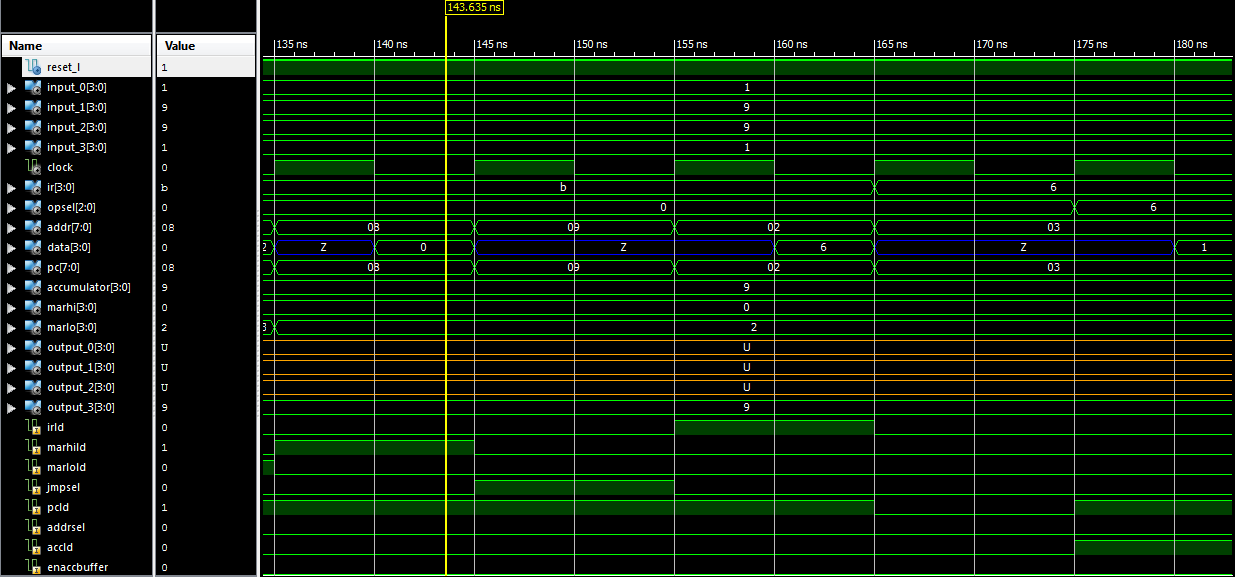 143.635 ns
Name Value 135 ns 140 ns 145 ns 150 ns 155 ns 160 ns 165 ns 170 ns 175 ns 180 ns
reset_l 1
input_0[3:0] 1 1
input_1[3:0] 9 9
input_2[3:0] 9 9
input_3[3:0] 1 1
clock 0
ir[3:0] b b 6
opsel[2:0] 0 0 6
addr[7:0] 08 08 09 02 03
data[3:0] 0 Z 0 Z 6 Z 1
pc[7:0] 08 08 09 02 03
accumulator[3:0] 9 9
marhi[3:0] 0 0
marlo[3:0] 2 3 2
output_0[3:0] U U
output_1[3:0] U U
output_2[3:0] U U
output_3[3:0] 9 9
irld 0
marhild 1
marlold 0
jmpsel 0
pcld 1
addrsel 0
accld 0
enaccbuffer 0